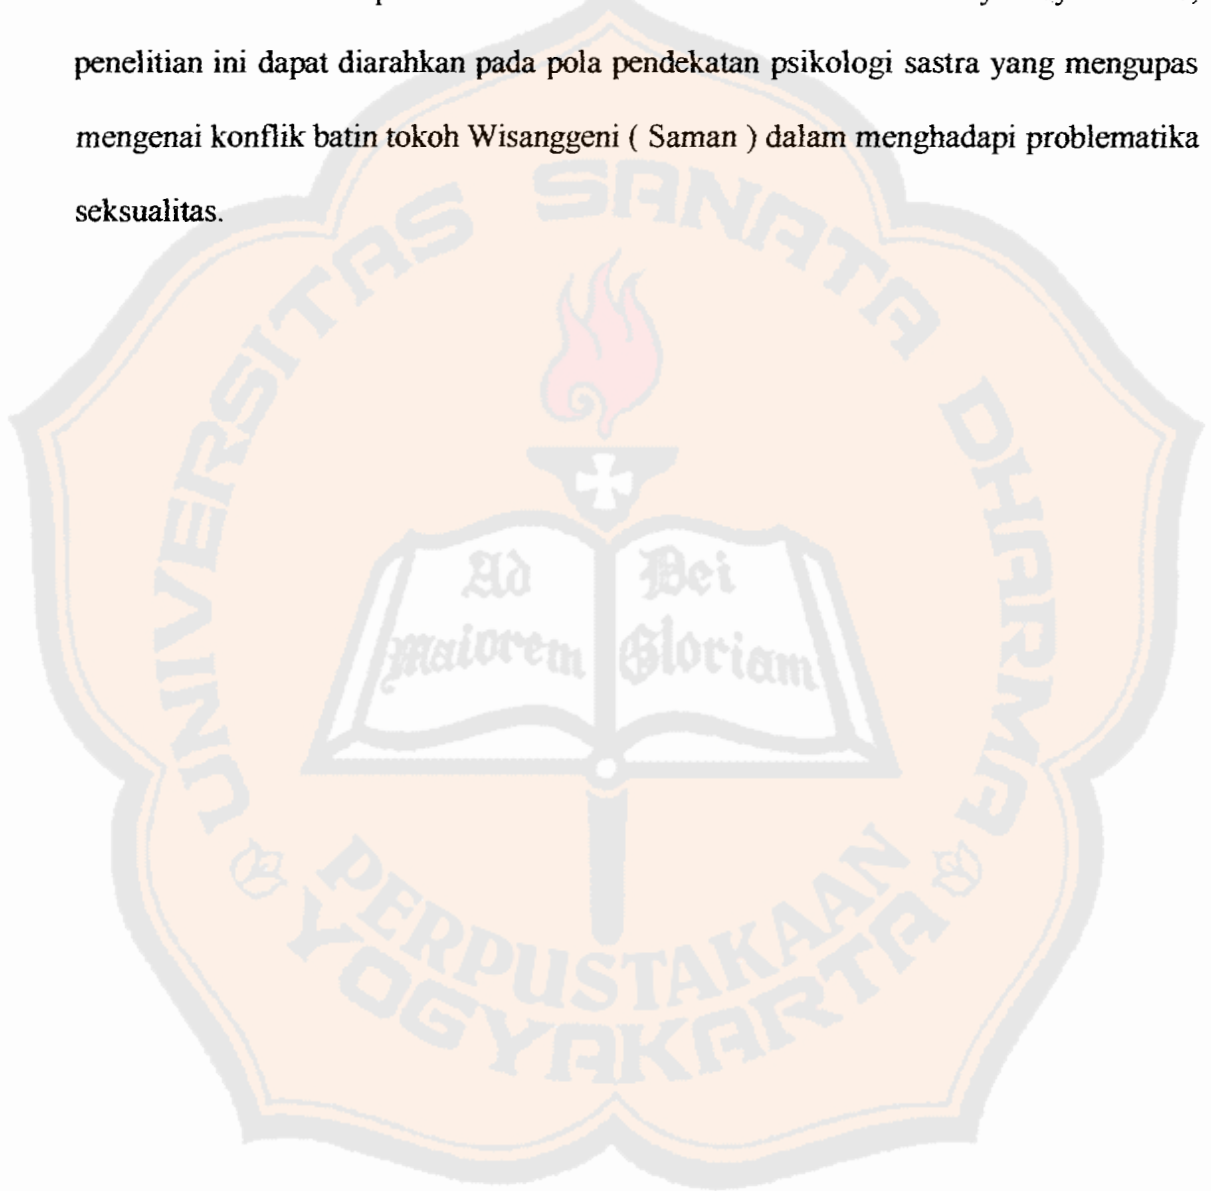 penelitian ini dapat diarahkan pada pola pendekatan psikologi sastra yang mengupas
mengenai konflik batin tokoh Wisanggeni ( Saman ) dalam menghadapi problematika
seksualitas.
UNIVERSITAS SANATA DHARMA
Ad Dei
maiorem Gloriam
PERPUSTAKAAN
YOGYAKARTA